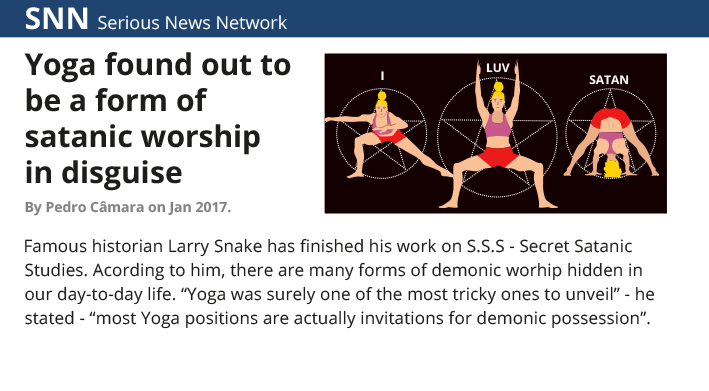 SNN Serious News Network
Yoga found out to
be a form of
satanic worship
in disguise
By Pedro Câmara on Jan 2017.
I
LUV
SATAN
Famous historian Larry Snake has finished his work on S.S.S - Secret Satanic
Studies. Acording to him, there are many forms of demonic worhip hidden in
our day-to-day life. “Yoga was surely one of the most tricky ones to unveil” - he
stated - “most Yoga positions are actually invitations for demonic possession”.